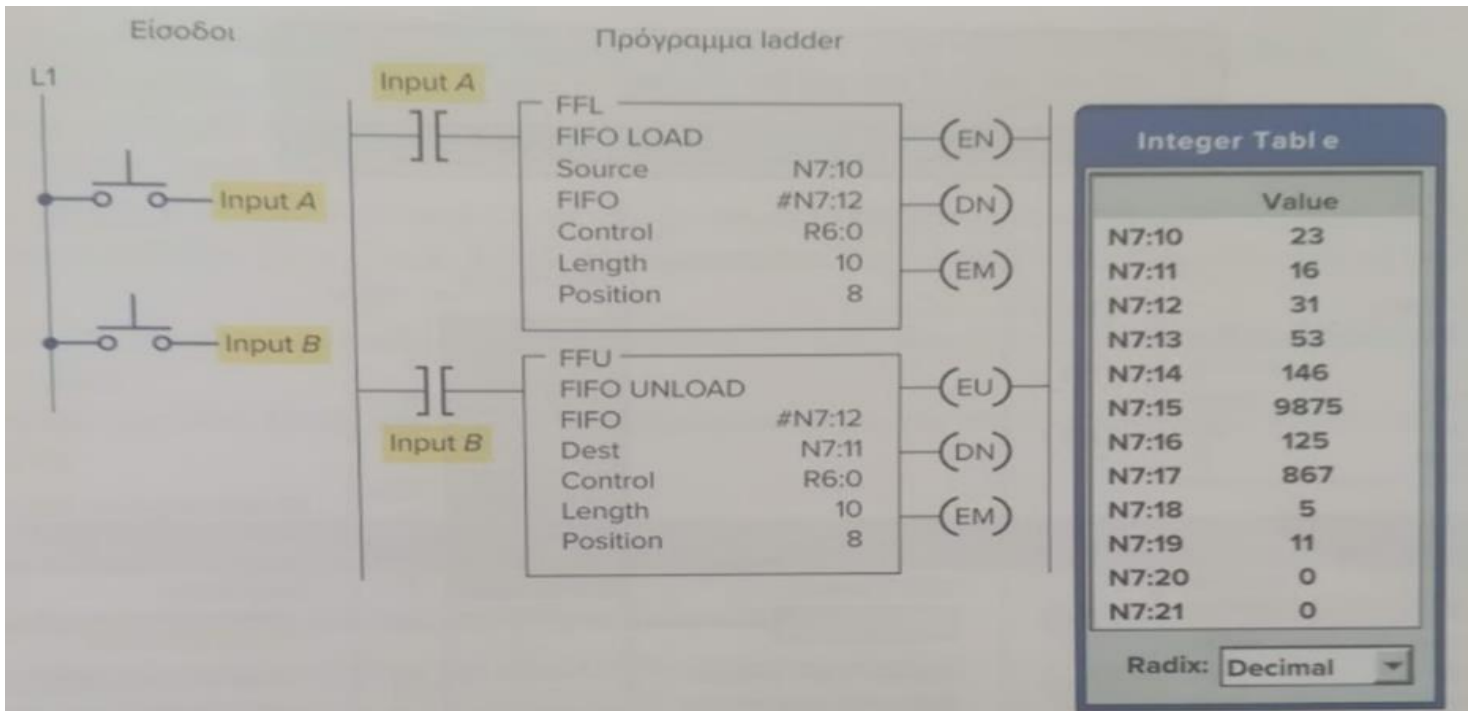 Είσοδοι
Πρόγραμμα ladder
L1
Input A
Input B
Input A
FFL
FIFO LOAD
Source N7:10
FIFO #N7:12
Control R6:0
Length 10
Position 8
EN
DN
EM
Input B
FFU
FIFO UNLOAD
FIFO #N7:12
Dest N7:11
Control R6:0
Length 10
Position 8
EU
DN
EM
Integer Table
Value
N7:10 23
N7:11 16
N7:12 31
N7:13 53
N7:14 146
N7:15 9875
N7:16 125
N7:17 867
N7:18 5
N7:19 11
N7:20 0
N7:21 0
Radix: Decimal